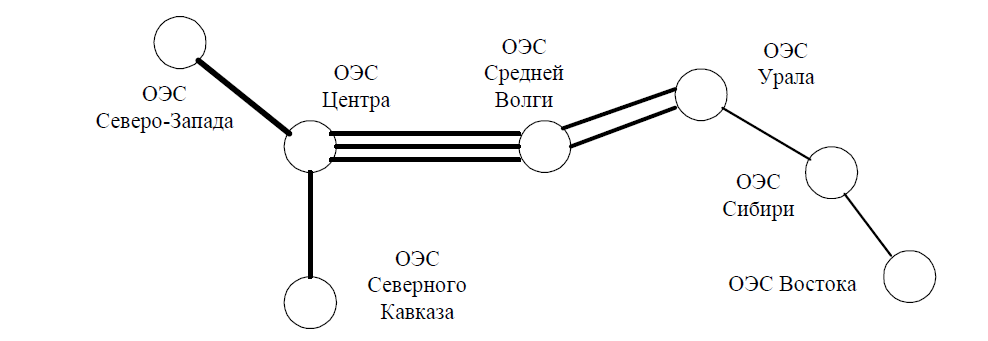 ОЭС
Северо-Запада
ОЭС
Центра
ОЭС
Средней
Волги
ОЭС
Урала
ОЭС
Сибири
ОЭС
Северного
Кавказа
ОЭС Востока